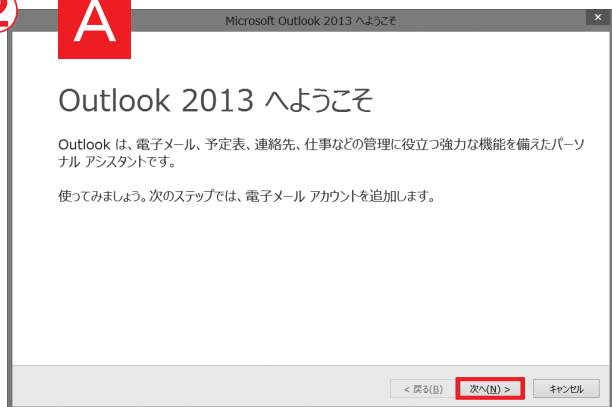 2
A
Microsoft Outlook 2013 へようこそ
×
Outlook 2013 へようこそ
Outlook は、電子メール、予定表、連絡先、仕事などの管理に役立つ強力な機能を備えたパーソ
ナル アシスタントです。
使ってみましょう。次のステップでは、電子メール アカウントを追加します。
< 戻る(B) 次へ(N) > キャンセル